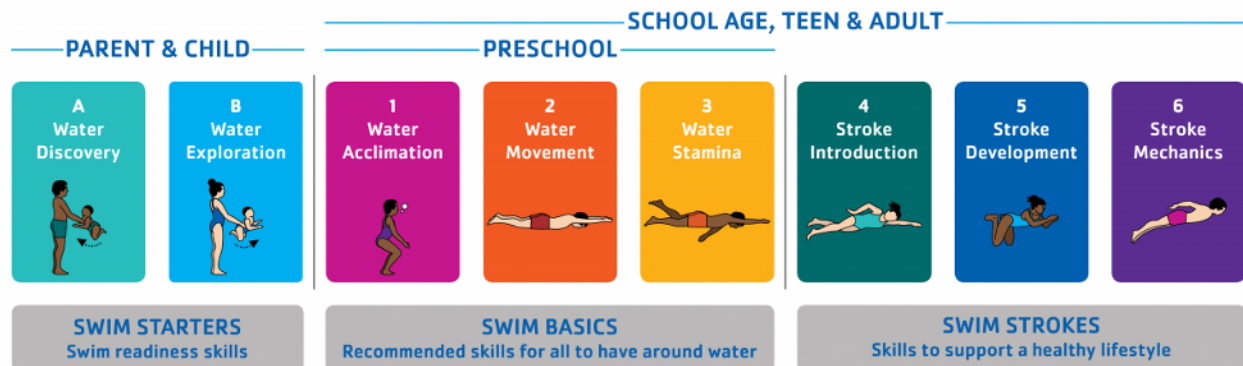 SCHOOL AGE, TEEN & ADULT
PARENT & CHILD
PRESCHOOL
A
Water
Discovery
B
Water
Exploration
1
Water
Acclimation
2
Water
Movement
3
Water
Stamina
4
Stroke
Introduction
5
Stroke
Development
6
Stroke
Mechanics
SWIM STARTERS
Swim readiness skills
SWIM BASICS
Recommended skills for all to have around water
SWIM STROKES
Skills to support a healthy lifestyle